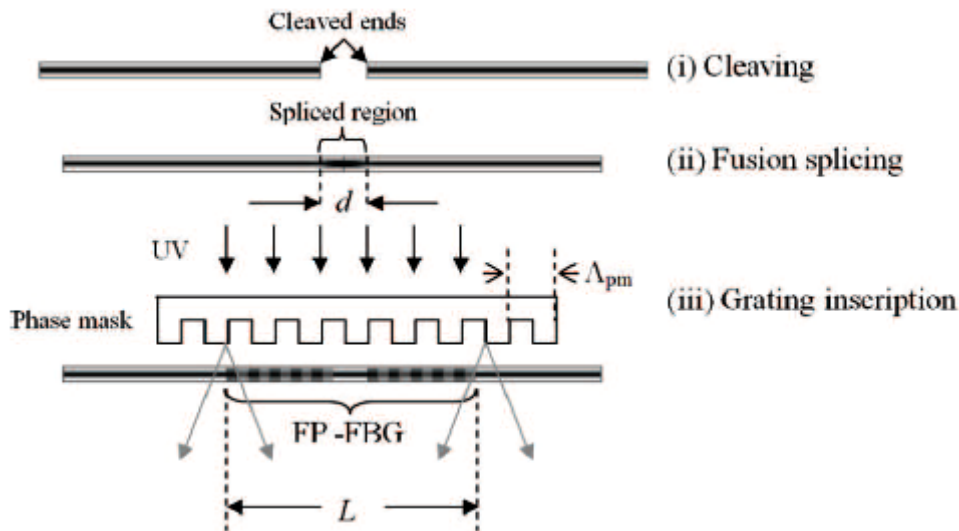 Cleaved ends
(i) Cleaving
Spliced region
(ii) Fusion splicing
d
UV
Λpm
(iii) Grating inscription
Phase mask
FP -FBG
L